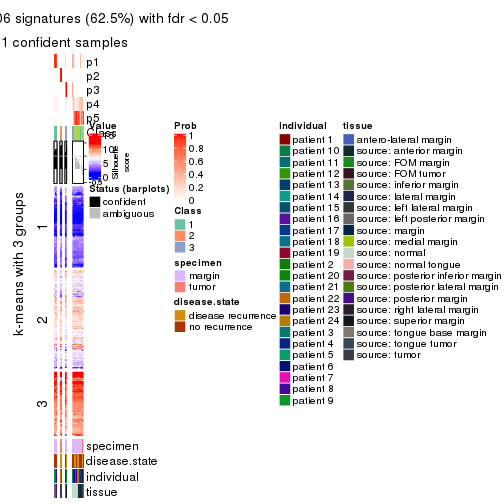 06 signatures (62.5%) with fdr < 0.05
1 confident samples
p1
p2
p3
p4
p5
Class
Value
15
10
5
0
Silhouette
score
Status (barplots)
confident
ambiguous
k-means with 3 groups
1
2
3
specimen
disease.state
individual
tissue
Prob
1
0.8
0.6
0.4
0.2
0
Class
1
2
3
specimen
margin
tumor
disease.state
disease recurrence
no recurrence
individual
patient 1
patient 10
patient 11
patient 12
patient 13
patient 14
patient 15
patient 16
patient 17
patient 18
patient 19
patient 2
patient 20
patient 21
patient 22
patient 23
patient 24
patient 3
patient 4
patient 5
patient 6
patient 7
patient 8
patient 9
tissue
antero-lateral margin
source: anterior margin
source: FOM margin
source: FOM tumor
source: inferior margin
source: lateral margin
source: left lateral margin
source: left posterior margin
source: margin
source: medial margin
source: normal
source: normal tongue
source: posterior inferior margin
source: posterior lateral margin
source: posterior margin
source: right lateral margin
source: superior margin
source: tongue base margin
source: tongue tumor
source: tumor